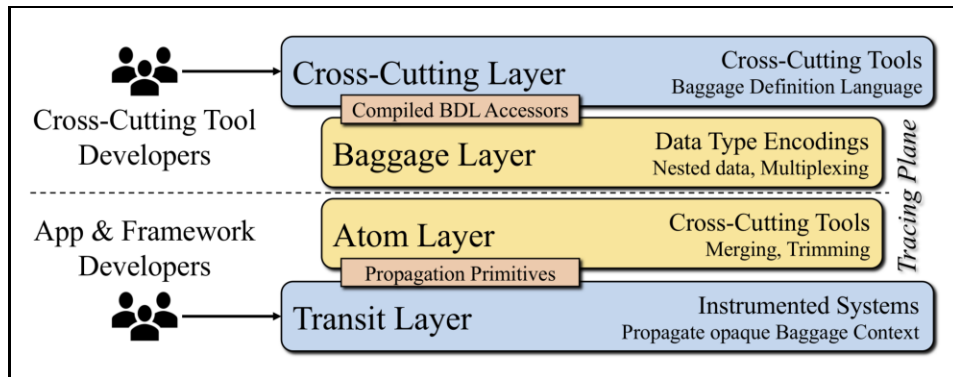 Cross-Cutting Tool
Developers
Cross-Cutting Layer
Cross-Cutting Tools
Baggage Definition Language
Compiled BDL Accessors
Baggage Layer
Data Type Encodings
Nested data, Multiplexing
Tracing Plane
App & Framework
Developers
Atom Layer
Cross-Cutting Tools
Merging, Trimming
Propagation Primitives
Transit Layer
Instrumented Systems
Propagate opaque Baggage Context